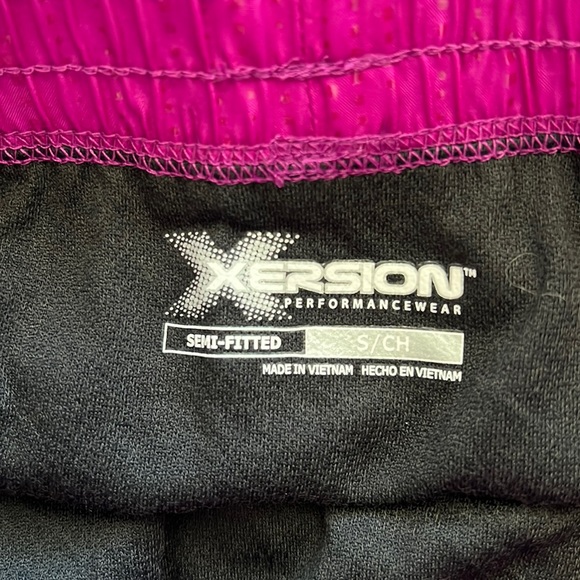 XERSION™
PERFORMANCEWEAR
SEMI-FITTED S/CH
MADE IN VIETNAM HECHO EN VIETNAM